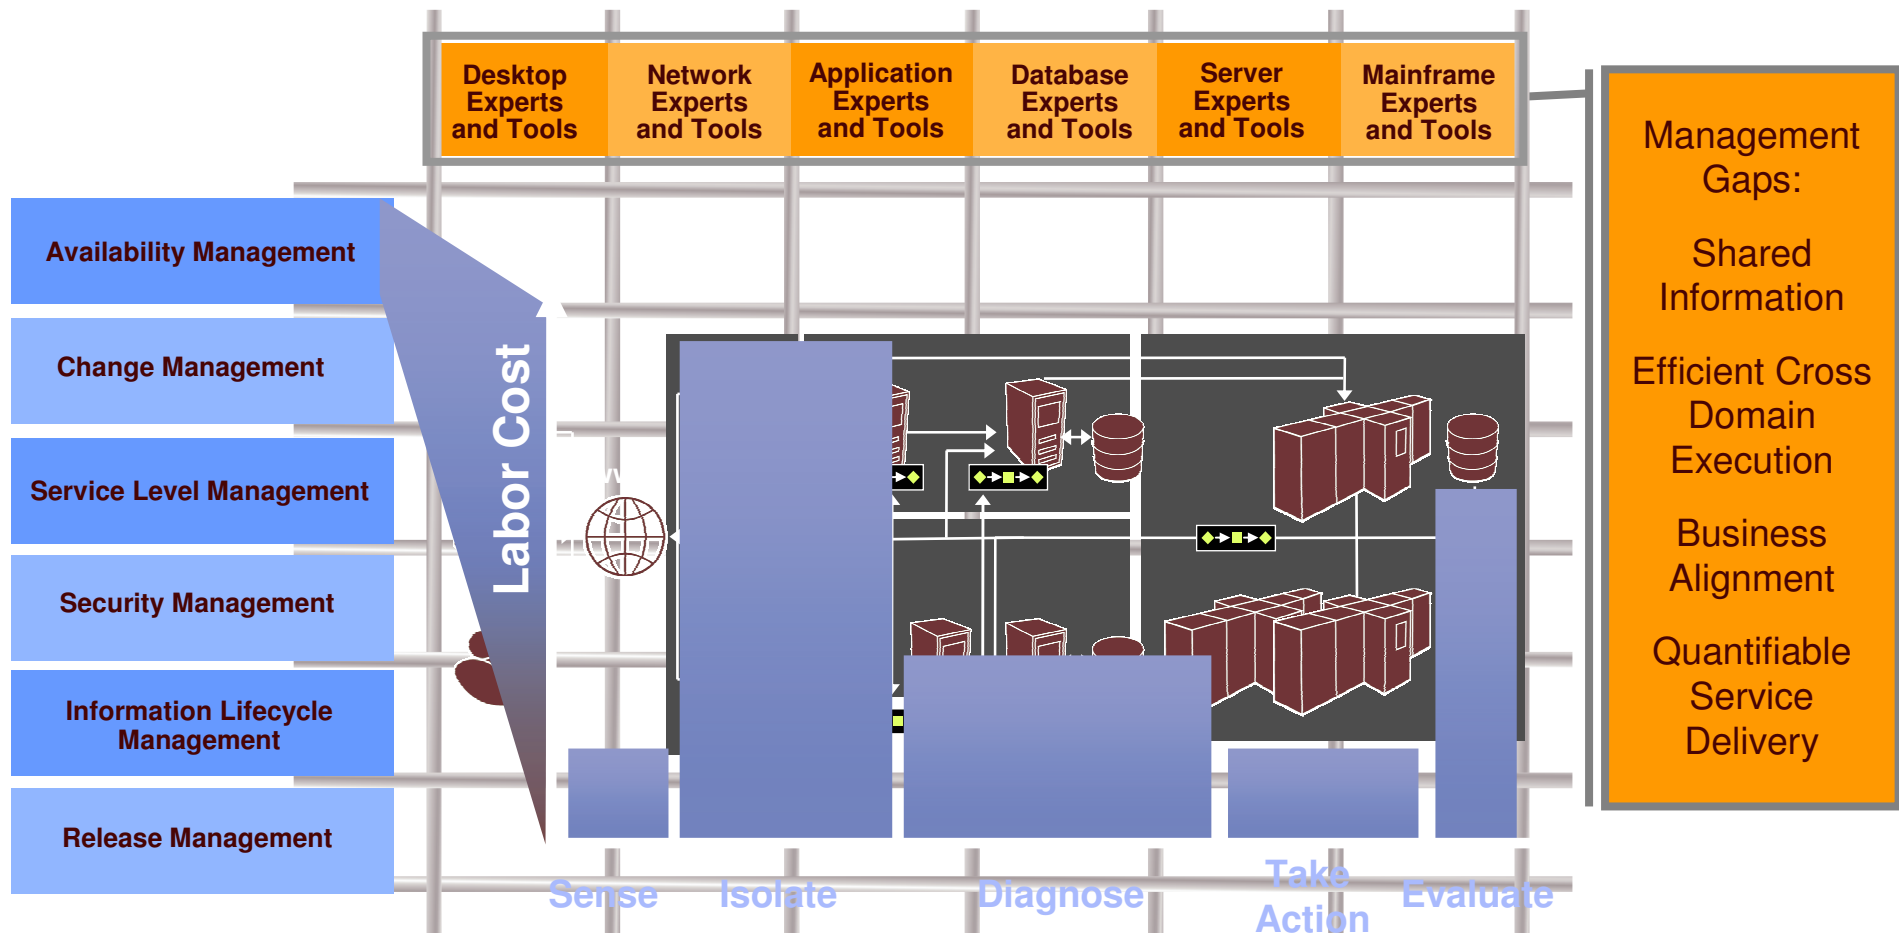 Desktop
Experts
and Tools
Network
Experts
and Tools
Application
Experts
and Tools
Database
Experts
and Tools
Server
Experts
and Tools
Mainframe
Experts
and Tools
Management
Gaps:
Shared
Information
Efficient Cross
Domain
Execution
Business
Alignment
Quantifiable
Service
Delivery
Availability Management
Change Management
Service Level Management
Security Management
Information Lifecycle
Management
Release Management
Labor Cost
Sense
Isolate
Diagnose
Take
Action
Evaluate